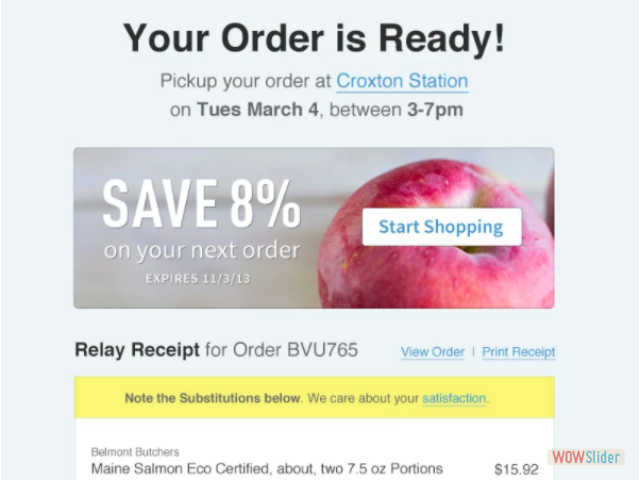 Your Order is Ready!
Pickup your order at Croxton Station
on Tues March 4, between 3-7pm
SAVE 8%
on your next order
EXPIRES 11/3/13
Start Shopping
Relay Receipt for Order BVU765
View Order | Print Receipt
Note the Substitutions below. We care about your satisfaction.
Belmont Butchers
Maine Salmon Eco Certified, about, two 7.5 oz Portions $15.92
WOWSlider